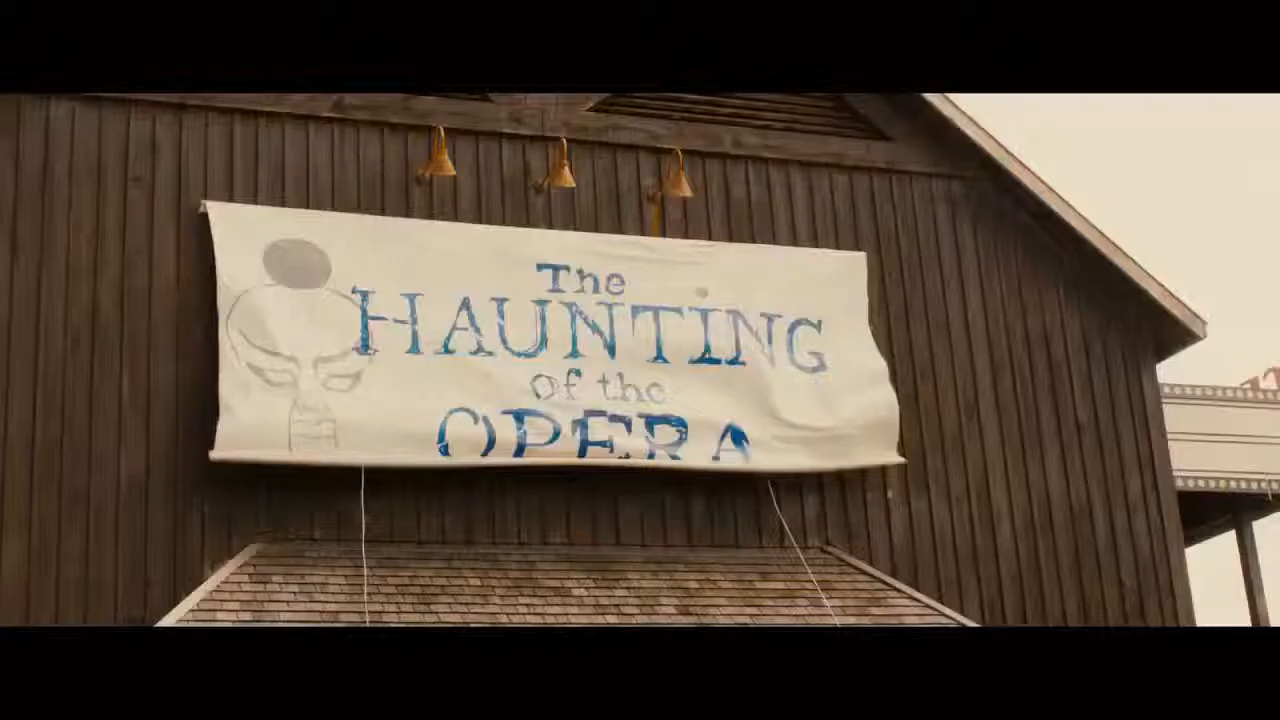 The
HAUNTING
of the
OPERA